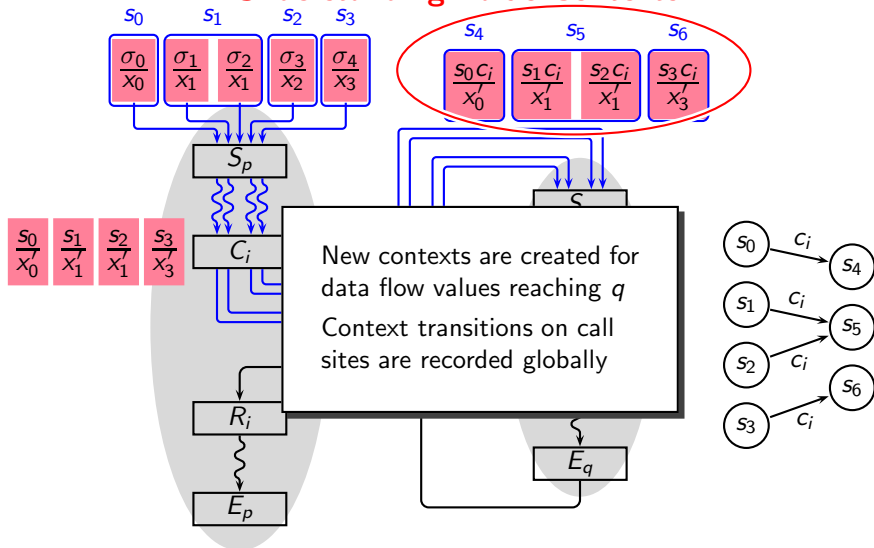 s₀ s₁ s₂ s₃ s₄ s₅ s₆
σ₀/x₀ σ₁/x₁ σ₂/x₁ σ₃/x₂ σ₄/x₃ s₀cᵢ/x′₀ s₁cᵢ/x′₁ s₂cᵢ/x′₁ s₃cᵢ/x′₃
Sₚ
s₀/x′₀ s₁/x′₁ s₂/x′₁ s₃/x′₃
Cᵢ
New contexts are created for
data flow values reaching q
Context transitions on call
sites are recorded globally
s₀ cᵢ s₄
s₁ cᵢ s₅
s₂ cᵢ
s₃ cᵢ s₆
Rᵢ
E_q
Eₚ